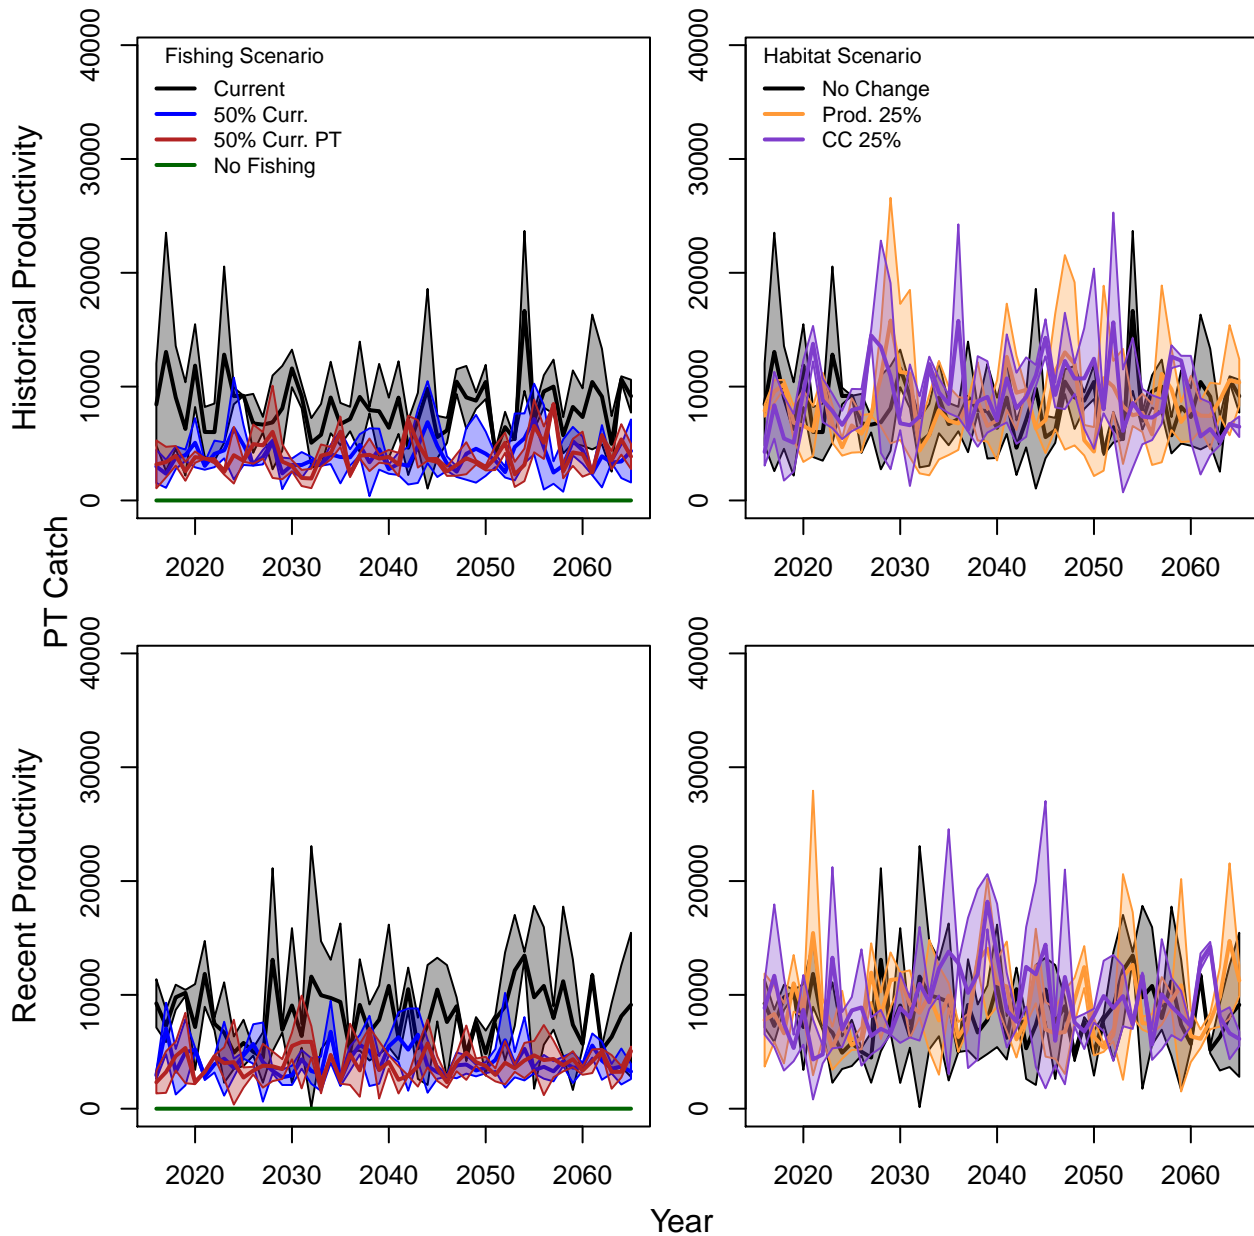 Fishing Scenario
Current
50% Curr.
50% Curr. PT
No Fishing
Habitat Scenario
No Change
Prod. 25%
CC 25%
40000
30000
20000
10000
0
2020 2030 2040 2050 2060
40000
30000
20000
10000
0
2020 2030 2040 2050 2060
Historical Productivity
PT Catch
40000
30000
20000
10000
0
2020 2030 2040 2050 2060
40000
30000
20000
10000
0
2020 2030 2040 2050 2060
Recent Productivity
Year